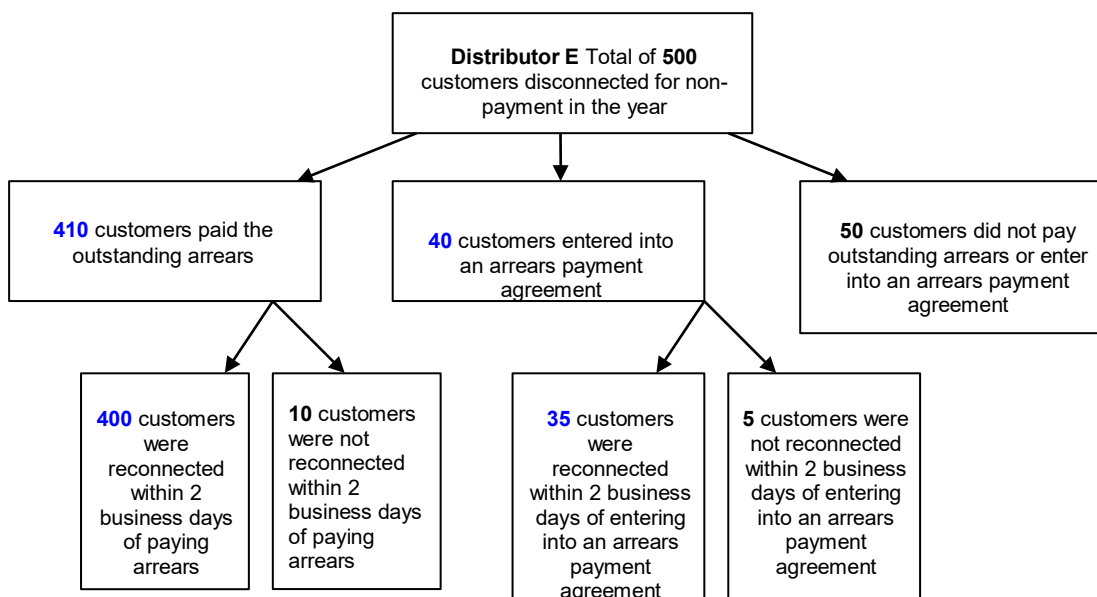 Distributor E Total of 500
customers disconnected for non-
payment in the year
410 customers paid the
outstanding arrears
40 customers entered into
an arrears payment
agreement
50 customers did not pay
outstanding arrears or enter
into an arrears payment
agreement
400 customers
were
reconnected
within 2
business days
of paying
arrears
10 customers
were not
reconnected
within 2
business days of
paying arrears
35 customers
were
reconnected
within 2 business
days of entering
into an arrears
payment
agreement
5 customers were
not reconnected
within 2 business
days of entering
into an arrears
payment
agreement